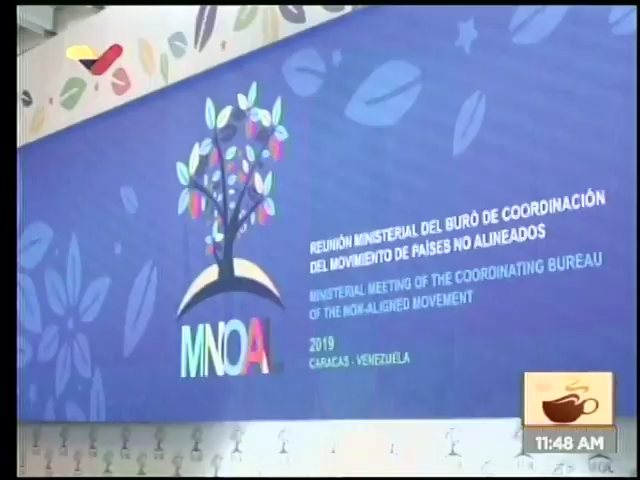 REUNIÓN MINISTERIAL DEL BURÓ DE COORDINACIÓN
DEL MOVIMIENTO DE PAÍSES NO ALINEADOS
MINISTERIAL MEETING OF THE COORDINATING BUREAU
OF THE NON-ALIGNED MOVEMENT
MNOAL
2019
CARACAS - VENEZUELA
11:48 AM